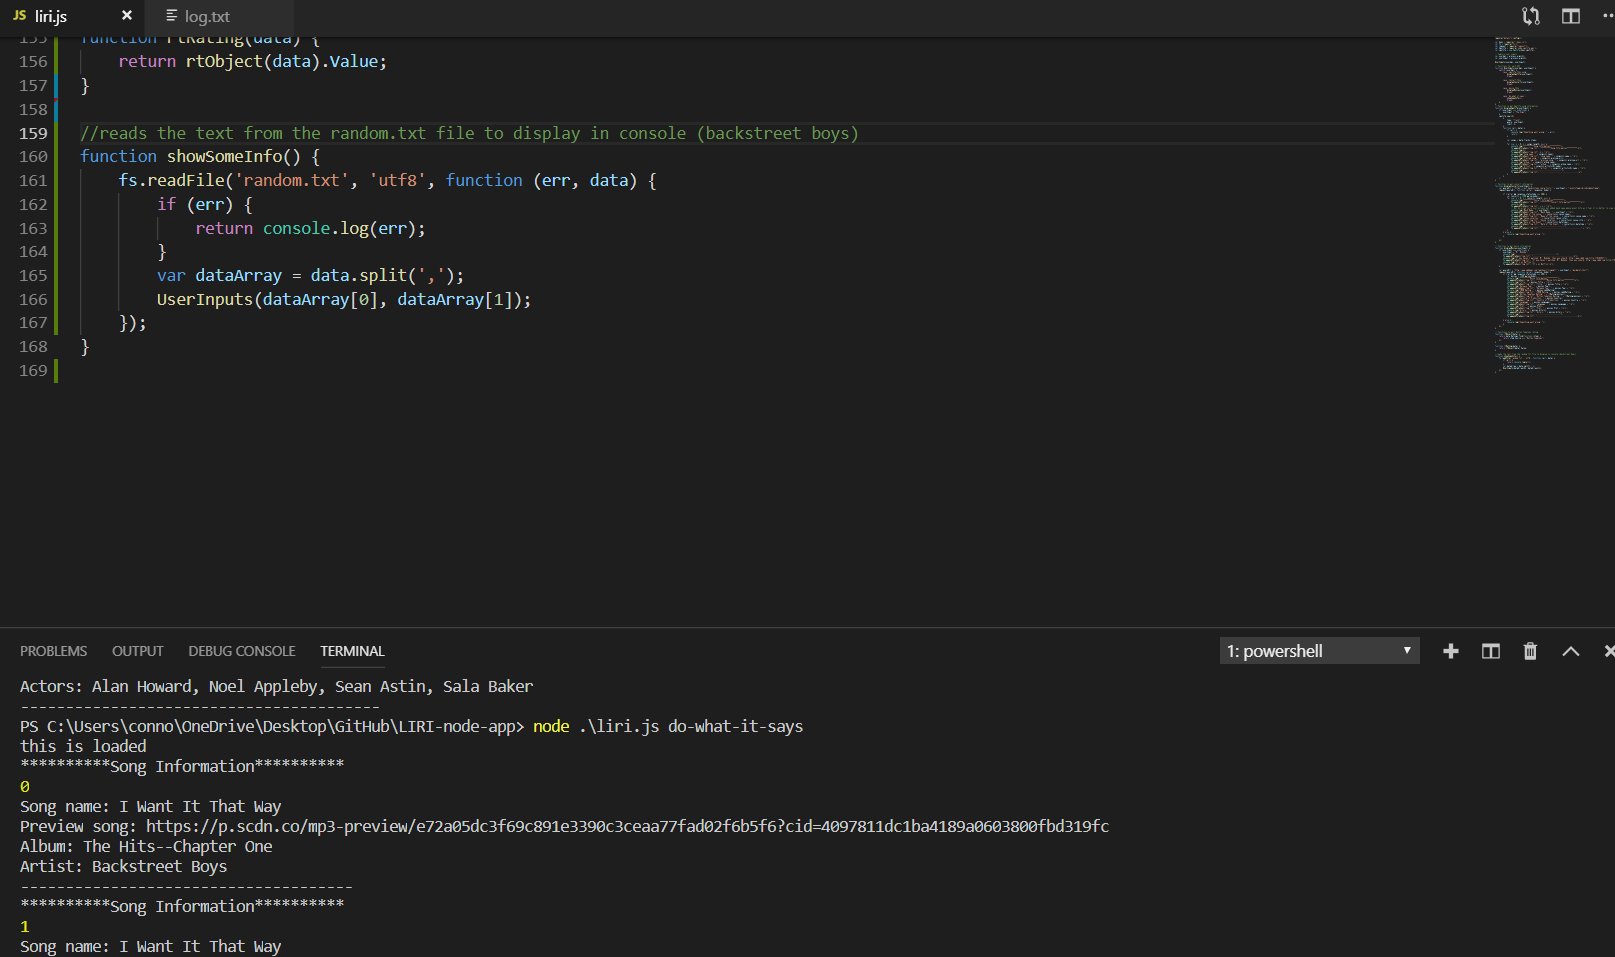 JS liri.js ×
log.txt
155 function rtRating(data) {
156 return rtObject(data).Value;
157 }
158
159 //reads the text from the random.txt file to display in console (backstreet boys)
160 function showSomeInfo() {
161 fs.readFile('random.txt', 'utf8', function (err, data) {
162 if (err) {
163 return console.log(err);
164 }
165 var dataArray = data.split(',');
166 UserInputs(dataArray[0], dataArray[1]);
167 });
168 }
169
PROBLEMS OUTPUT DEBUG CONSOLE TERMINAL 1: powershell
Actors: Alan Howard, Noel Appleby, Sean Astin, Sala Baker
----------------------------------------
PS C:\Users\conno\OneDrive\Desktop\GitHub\LIRI-node-app> node .\liri.js do-what-it-says
this is loaded
**********Song Information**********
0
Song name: I Want It That Way
Preview song: https://p.scdn.co/mp3-preview/e72a05dc3f69c891e3390c3ceaa77fad02f6b5f6?cid=4097811dc1ba4189a0603800fbd319fc
Album: The Hits--Chapter One
Artist: Backstreet Boys
-------------------------------------
**********Song Information**********
1
Song name: I Want It That Way